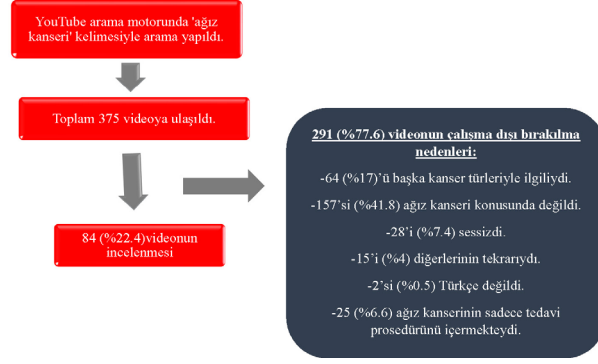 YouTube arama motorunda 'ağız
kanseri' kelimesiyle arama yapıldı.
Toplam 375 videoya ulaşıldı.
84 (%22.4)videonun
incelenmesi
291 (%77.6) videonun çalışma dışı bırakılma
nedenleri:
-64 (%17)'ü başka kanser türleriyle ilgiliydi.
-157'si (%41.8) ağız kanseri konusunda değildi.
-28'i (%7.4) sessizdi.
-15'i (%4) diğerlerinin tekrarıydı.
-2'si (%0.5) Türkçe değildi.
-25 (%6.6) ağız kanserinin sadece tedavi
prosedürünü içermekteydi.